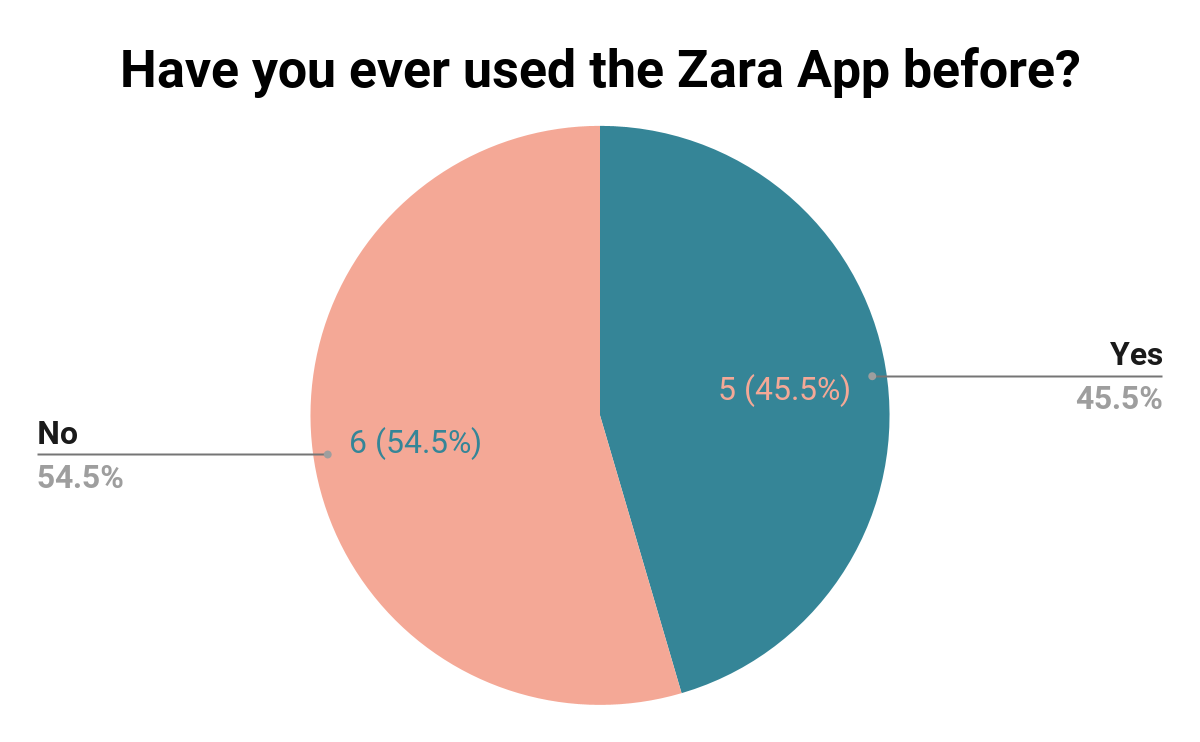 Have you ever used the Zara App before?
Yes
5 (45.5%)
45.5%
No
6 (54.5%)
54.5%